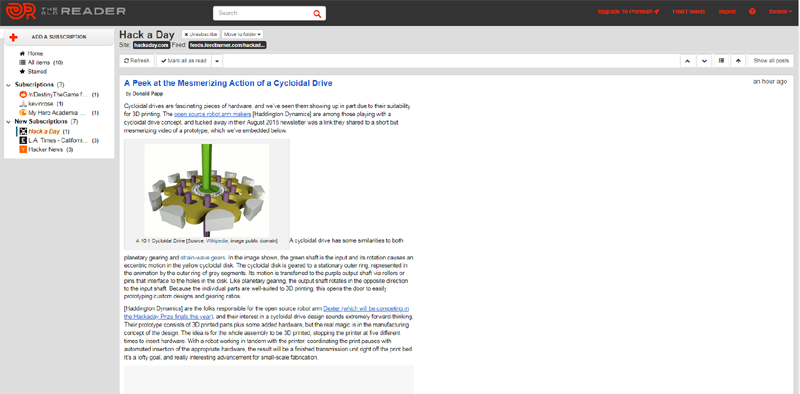 THE OLD READER
Search
Upgrade To Premium
Find Friends
Import
ADD A SUBSCRIPTION
Home
All items (10)
Starred
Subscriptions (3)
/r/DestinyTheGame f... (1)
kevinrose (1)
My Hero Academia ... (1)
New Subscriptions (7)
Hack a Day (1)
L.A. Times - Californi... (3)
Hacker News (3)
Hack a Day
Unsubscribe
Move to folder
Site: hackaday.com Feed: feeds.feedburner.com/hackad...
Refresh
Mark all as read
Show all posts
A Peek at the Mesmerizing Action of a Cycloidal Drive
an hour ago
by Donald Papp
Cycloidal drives are fascinating pieces of hardware, and we've seen them showing up in part due to their suitability
for 3D printing. The open source robot arm makers [Haddington Dynamics] are among those playing with a
cycloidal drive concept, and tucked away in their August 2018 newsletter was a link they shared to a short but
mesmerizing video of a prototype, which we've embedded below.
A 10:1 Cycloidal Drive [Source: Wikipedia, image public domain]
A cycloidal drive has some similarities to both
planetary gearing and strain-wave gears. In the image shown, the green shaft is the input and its rotation causes an
eccentric motion in the yellow cycloidal disk. The cycloidal disk is geared to a stationary outer ring, represented in
the animation by the outer ring of grey segments. Its motion is transferred to the purple output shaft via rollers or
pins that interface to the holes in the disk. Like planetary gearing, the output shaft rotates in the opposite direction
to the input shaft. Because the individual parts are well-suited to 3D printing, this opens the door to easily
prototyping custom designs and gearing ratios.
[Haddington Dynamics] are the folks responsible for the open source robot arm Dexter (which will be competing in
the Hackaday Prize finals this year), and their interest in a cycloidal drive design sounds extremely forward-thinking.
Their prototype consists of 3D printed parts plus some added hardware, but the real magic is in the manufacturing
concept of the design. The idea is for the whole assembly to be 3D printed, stopping the printer at five different
times to insert hardware. With a robot working in tandem with the printer, coordinating the print pauses with
automated insertion of the appropriate hardware, the result will be a finished transmission unit right off the print bed.
It's a lofty goal, and really interesting advancement for small-scale fabrication.